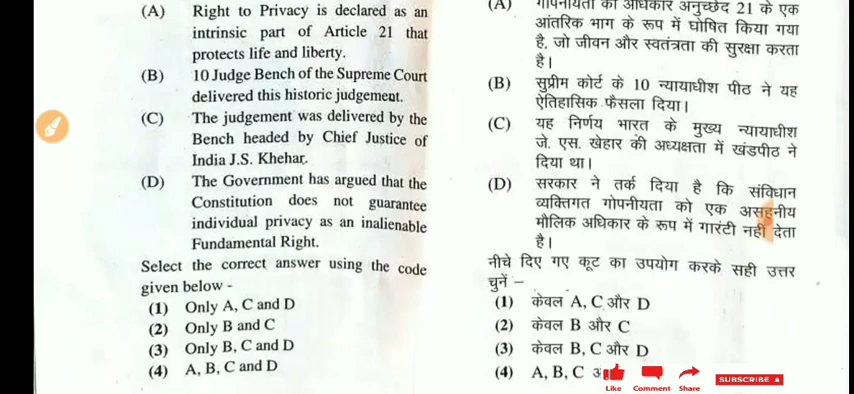 (A) Right to Privacy is declared as an
intrinsic part of Article 21 that
protects life and liberty.
(B) 10 Judge Bench of the Supreme Court
delivered this historic judgement.
(C) The judgement was delivered by the
Bench headed by Chief Justice of
India J.S. Khehar.
(D) The Government has argued that the
Constitution does not guarantee
individual privacy as an inalienable
Fundamental Right.
Select the correct answer using the code
given below -
(1) Only A, C and D
(2) Only B and C
(3) Only B, C and D
(4) A, B, C and D
(A) गोपनीयता का अधिकार अनुच्छेद 21 के एक
आंतरिक भाग के रूप में घोषित किया गया
है, जो जीवन और स्वतंत्रता की सुरक्षा करता
है।
(B) सुप्रीम कोर्ट के 10 न्यायाधीश पीठ ने यह
ऐतिहासिक फैसला दिया।
(C) यह निर्णय भारत के मुख्य न्यायाधीश
जे. एस. खेहार की अध्यक्षता में खंडपीठ ने
दिया था।
(D) सरकार ने तर्क दिया है कि संविधान
व्यक्तिगत गोपनीयता को एक असहनीय
मौलिक अधिकार के रूप में गारंटी नहीं देता
है।
नीचे दिए गए कूट का उपयोग करके सही उत्तर
चुनें –
(1) केवल A, C और D
(2) केवल B और C
(3) केवल B, C और D
(4) A, B, C
Like Comment Share SUBSCRIBE